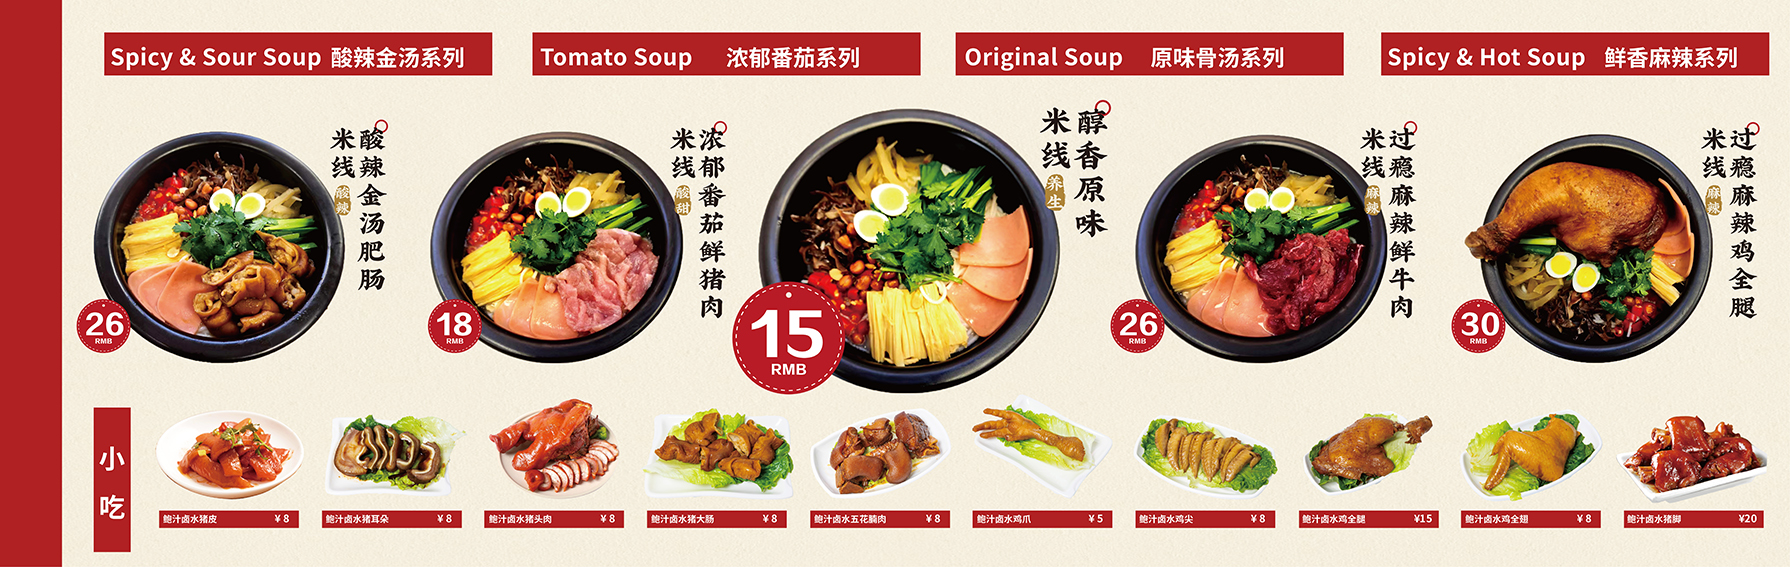 Spicy & Sour Soup 酸辣金汤系列
Tomato Soup 浓郁番茄系列
Original Soup 原味骨汤系列
Spicy & Hot Soup 鲜香麻辣系列
酸辣金汤肥肠
米线
酸辣
26
RMB
浓郁番茄鲜猪肉
米线
酸甜
18
RMB
醇香原味
米线
养生
15
RMB
过瘾麻辣鲜牛肉
米线
麻辣
26
RMB
过瘾麻辣鸡全腿
米线
麻辣
30
RMB
小吃
鲍汁卤水猪皮 ¥8
鲍汁卤水猪耳朵 ¥8
鲍汁卤水猪头肉 ¥8
鲍汁卤水猪大肠 ¥8
鲍汁卤水五花腩肉 ¥8
鲍汁卤水鸡爪 ¥5
鲍汁卤水鸡尖 ¥8
鲍汁卤水鸡全腿 ¥15
鲍汁卤水鸡全翅 ¥8
鲍汁卤水猪脚 ¥20